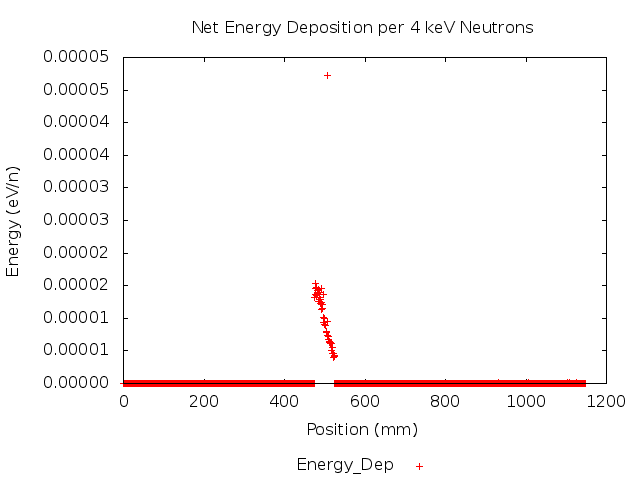 Net Energy Deposition per 4 keV Neutrons
0.00005
0.00005
0.00004
0.00004
0.00003
0.00003
0.00002
0.00002
0.00001
0.00001
0.00000
Energy (eV/n)
0 200 400 600 800 1000 1200
Position (mm)
Energy_Dep